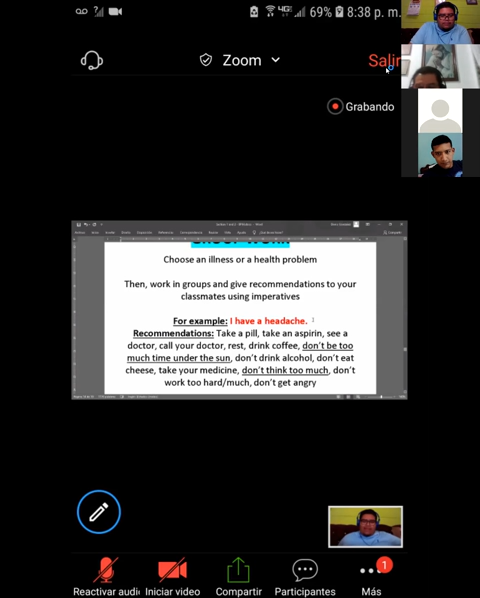 69% 8:38 p. m.
Zoom
Salir
Grabando
Choose an illness or a health problem
Then, work in groups and give recommendations to your
classmates using imperatives
For example: I have a headache.
Recommendations: Take a pill, take an aspirin, see a
doctor, call your doctor, rest, drink coffee, don't be too
much time under the sun, don't drink alcohol, don't eat
cheese, take your medicine, don't think too much, don't
work too hard/much, don't get angry
Reactivar audi
Iniciar video
Compartir
Participantes
Más
1